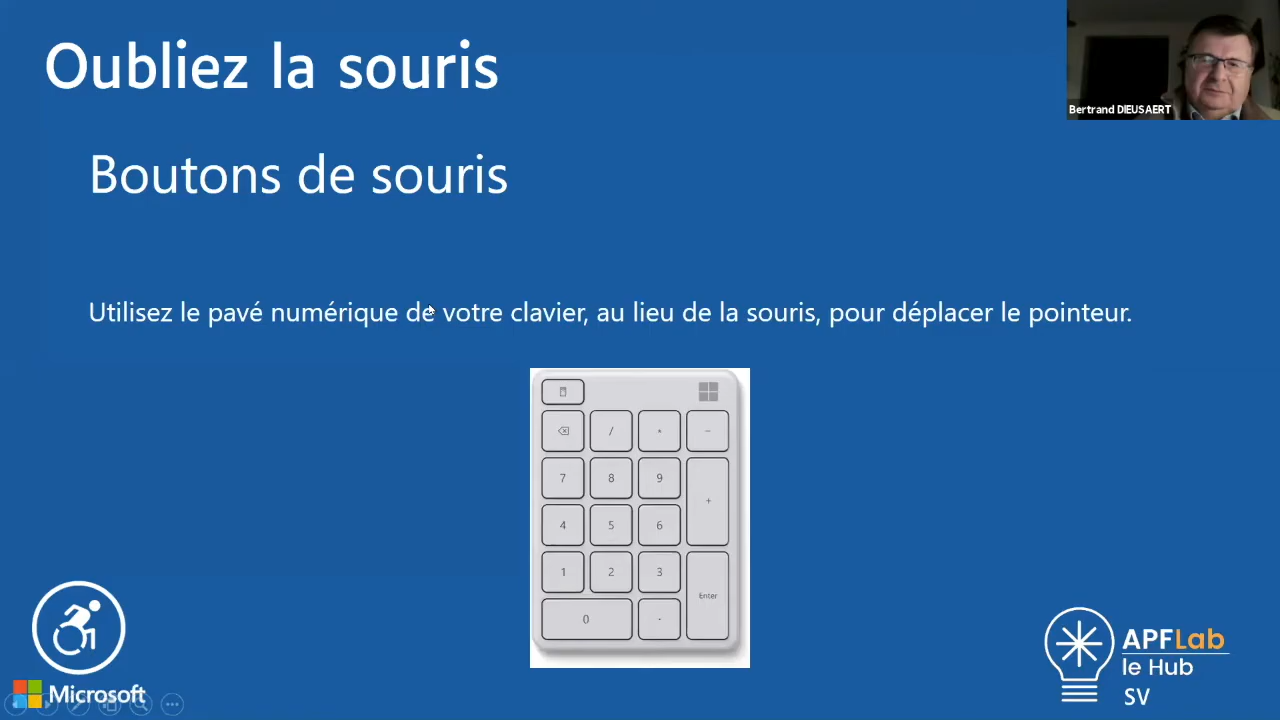 Oubliez la souris
Bertrand DIEUSAERT
Boutons de souris
Utilisez le pavé numérique de votre clavier, au lieu de la souris, pour déplacer le pointeur.
/ * -
7 8 9
+
4 5 6
1 2 3
Enter
0 .
Microsoft
APFLab
le Hub
SV